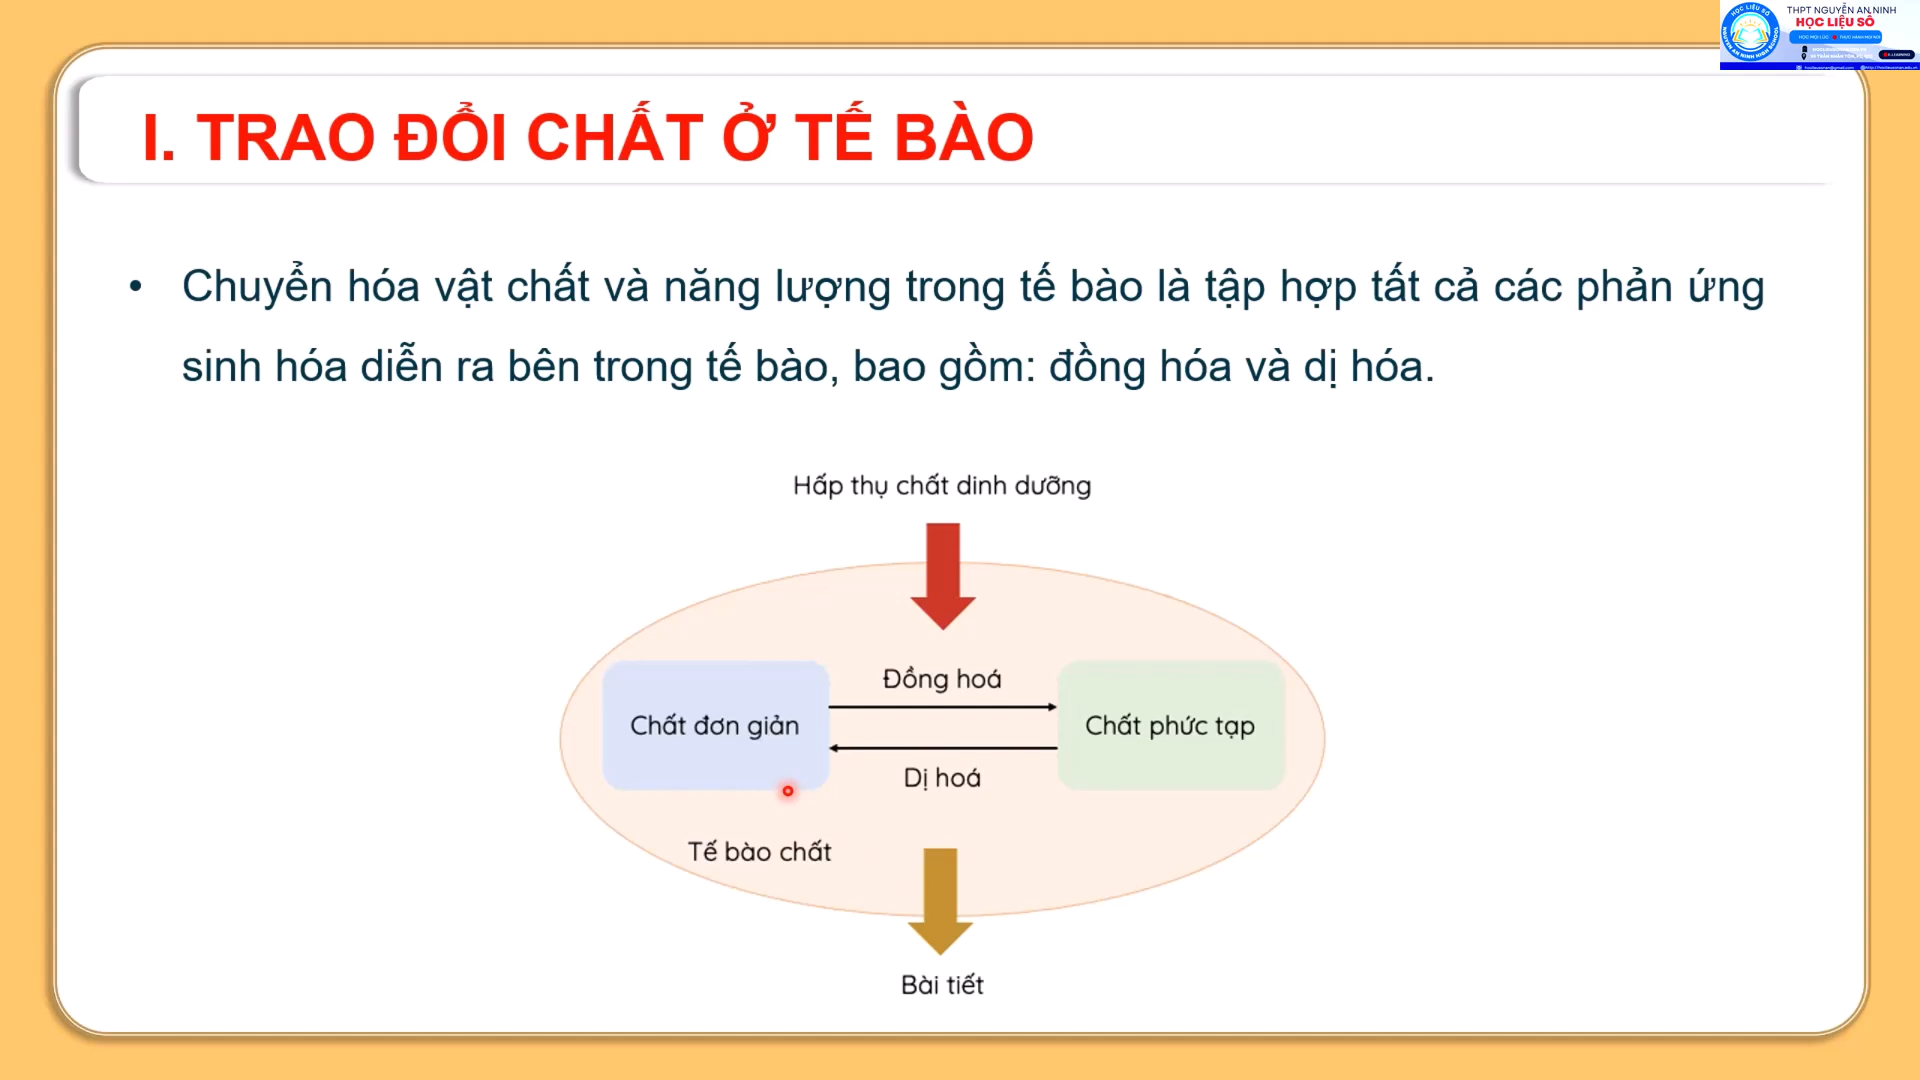 THPT NGUYỄN AN NINH
HỌC LIỆU SỐ
I. TRAO ĐỔI CHẤT Ở TẾ BÀO
• Chuyển hóa vật chất và năng lượng trong tế bào là tập hợp tất cả các phản ứng
sinh hóa diễn ra bên trong tế bào, bao gồm: đồng hóa và dị hóa.
Hấp thụ chất dinh dưỡng
Đồng hoá
Chất đơn giản
Chất phức tạp
Dị hoá
Tế bào chất
Bài tiết